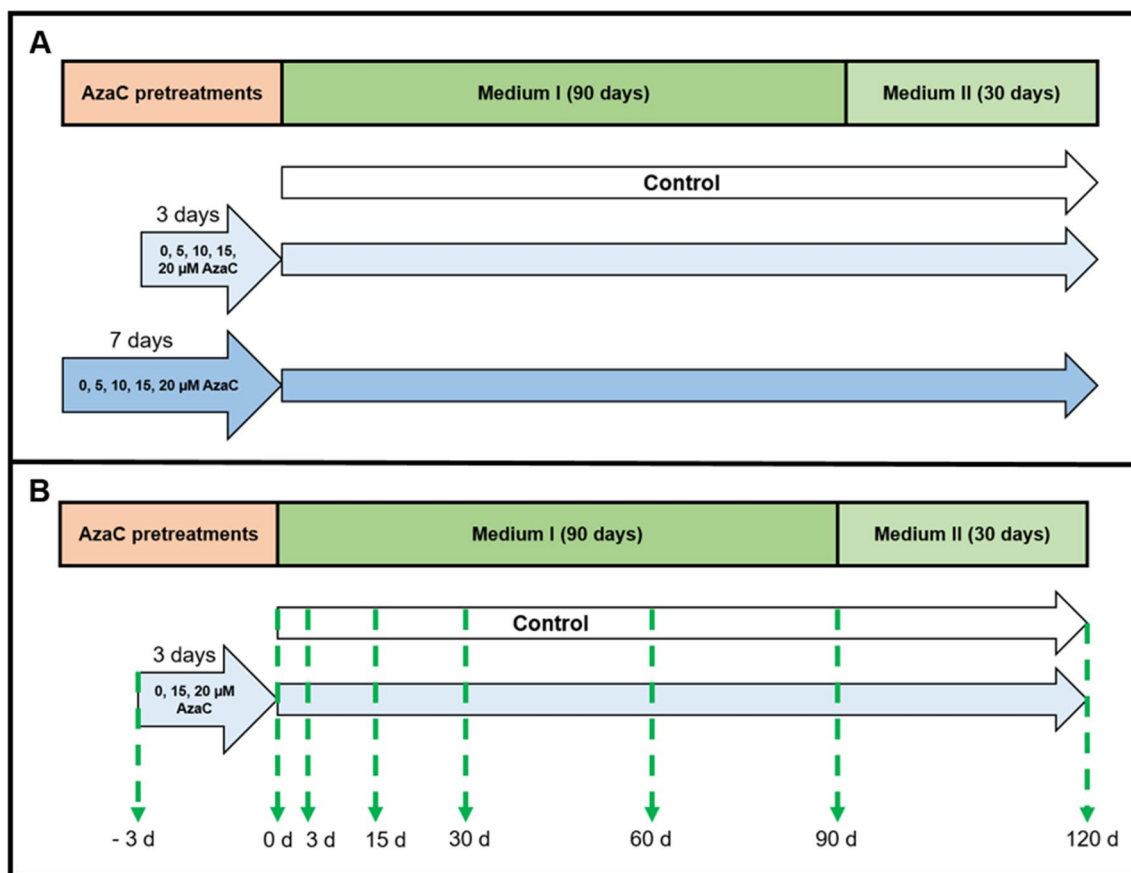 A
AzaC pretreatments
Medium I (90 days)
Medium II (30 days)
Control
3 days
0, 5, 10, 15,
20 µM AzaC
7 days
0, 5, 10, 15, 20 µM AzaC
B
AzaC pretreatments
Medium I (90 days)
Medium II (30 days)
Control
3 days
0, 15, 20 µM
AzaC
- 3 d
0 d
3 d
15 d
30 d
60 d
90 d
120 d